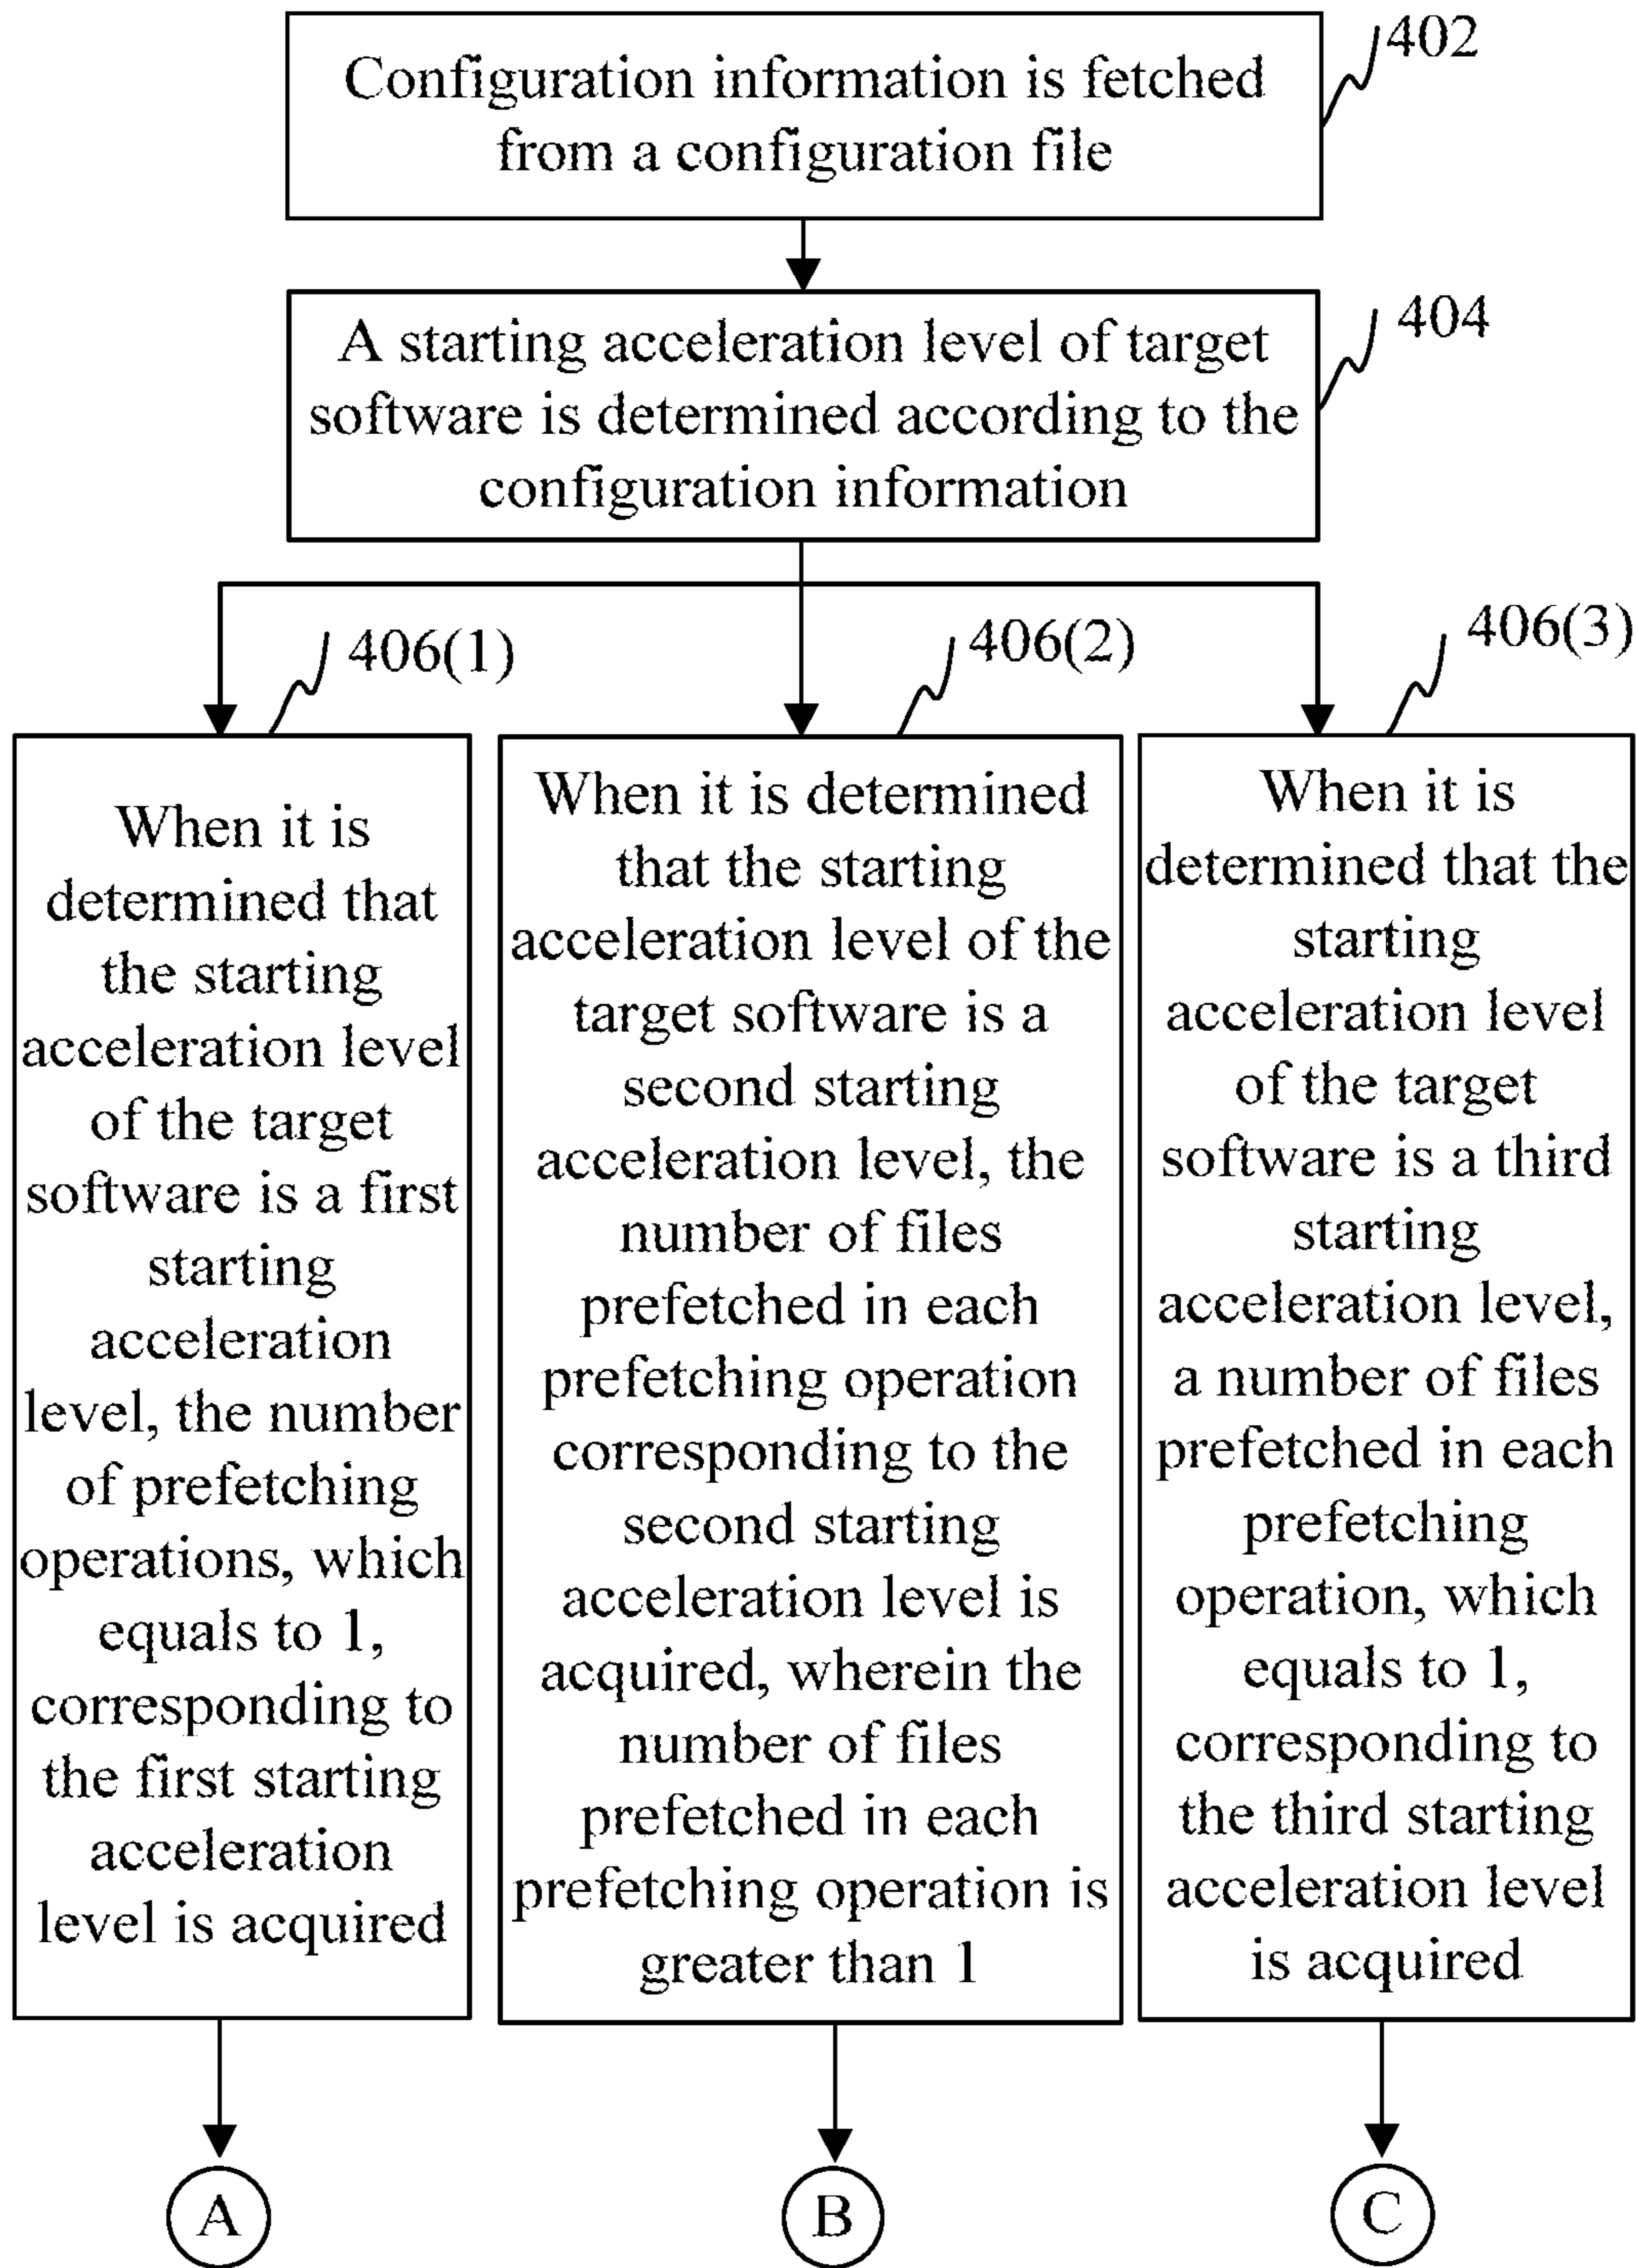 Configuration information is fetched
from a configuration file
402
A starting acceleration level of target
software is determined according to the
configuration information
404
406(1)
When it is
determined that
the starting
acceleration level
of the target
software is a first
starting
acceleration
level, the number
of prefetching
operations, which
equals to 1,
corresponding to
the first starting
acceleration
level is acquired
406(2)
When it is determined
that the starting
acceleration level of the
target software is a
second starting
acceleration level, the
number of files
prefetched in each
prefetching operation
corresponding to the
second starting
acceleration level is
acquired, wherein the
number of files
prefetched in each
prefetching operation is
greater than 1
406(3)
When it is
determined that the
starting
acceleration level
of the target
software is a third
starting
acceleration level,
a number of files
prefetched in each
prefetching
operation, which
equals to 1,
corresponding to
the third starting
acceleration level
is acquired
A
B
C